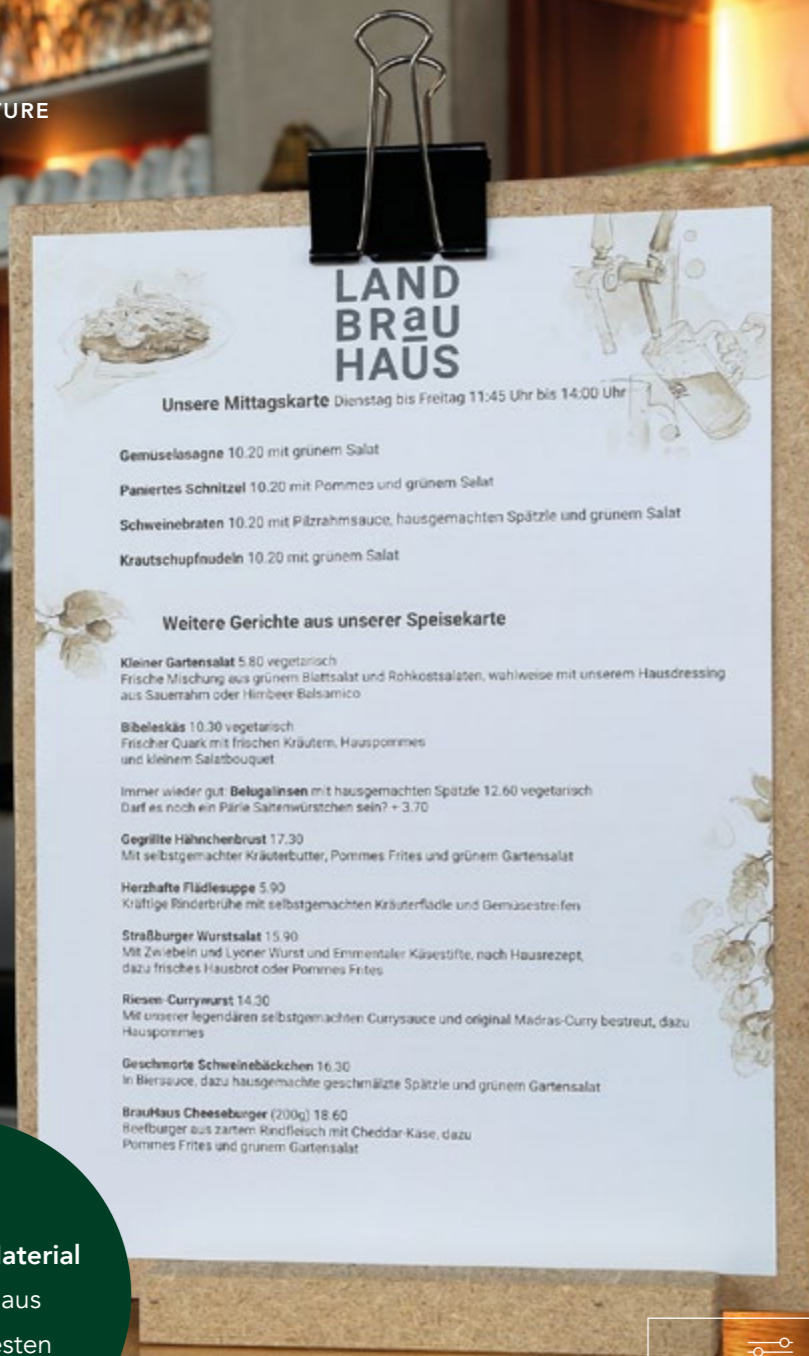 TURE
LAND
BRaU
HAUS
Unsere Mittagskarte Dienstag bis Freitag 11:45 Uhr bis 14:00 Uhr
Gemüselasagne 10.20 mit grünem Salat
Paniertes Schnitzel 10.20 mit Pommes und grünem Salat
Schweinebraten 10.20 mit Pilzrahmsauce, hausgemachten Spätzle und grünem Salat
Krautschupfnudeln 10.20 mit grünem Salat
Weitere Gerichte aus unserer Speisekarte
Kleiner Gartensalat 5.80 vegetarisch
Frische Mischung aus grünem Blattsalat und Rohkostsalaten, wahlweise mit unserem Hausdressing
aus Sauerrahm oder Himbeer-Balsamico
Bibeleskäs 10.30 vegetarisch
Frischer Quark mit frischen Kräutern, Hauspommes
und kleinem Salatbouquet
Immer wieder gut: Belugalinsen mit hausgemachten Spätzle 12.60 vegetarisch
Darf es noch ein Pärle Saitenwürstchen sein? + 3.70
Gegrillte Hähnchenbrust 17.30
Mit selbstgemachter Kräuterbutter, Pommes Frites und grünem Gartensalat
Herzhafte Flädlesuppe 5.90
Kräftige Rinderbrühe mit selbstgemachten Kräuterflädle und Gemüsestreifen
Straßburger Wurstsalat 15.90
Mit Zwiebeln und Lyoner Wurst und Emmentaler Käsestifte, nach Hausrezept,
dazu frisches Hausbrot oder Pommes Frites
Riesen-Currywurst 14.30
Mit unserer legendären selbstgemachten Currysauce und original Madras-Curry bestreut, dazu
Hauspommes
Geschmorte Schweinebäckchen 16.30
In Biersauce, dazu hausgemachte geschmälzte Spätzle und grünem Gartensalat
BrauHaus Cheeseburger (200g) 18.60
Beefburger aus zartem Rindfleisch mit Cheddar-Käse, dazu
Pommes Frites und grünem Gartensalat
Material
aus
esten